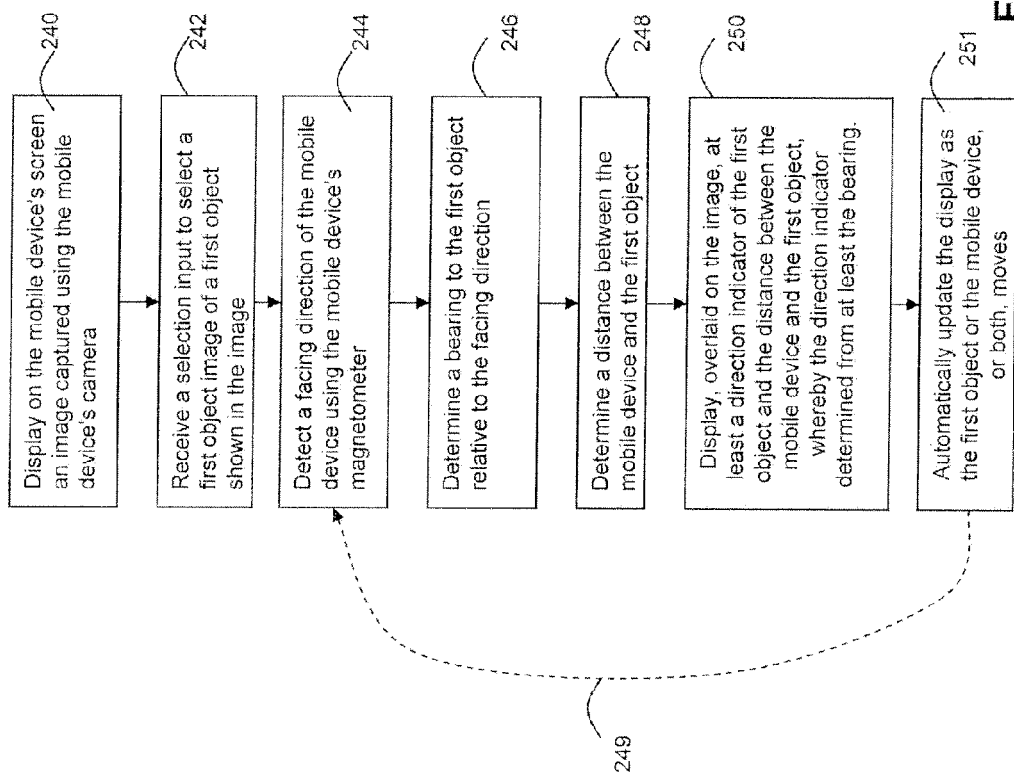 Display on the mobile device's screen
an image captured using the mobile
device's camera
240
Receive a selection input to select a
first object image of a first object
shown in the image
242
Detect a facing direction of the mobile
device using the mobile device's
magnetometer
244
Determine a bearing to the first object
relative to the facing direction
246
Determine a distance between the
mobile device and the first object
248
Display, overlaid on the image, at
least a direction indicator of the first
object and the distance between the
mobile device and the first object,
whereby the direction indicator
determined from at least the bearing.
250
Automatically update the display as
the first object or the mobile device,
or both, moves
251
249